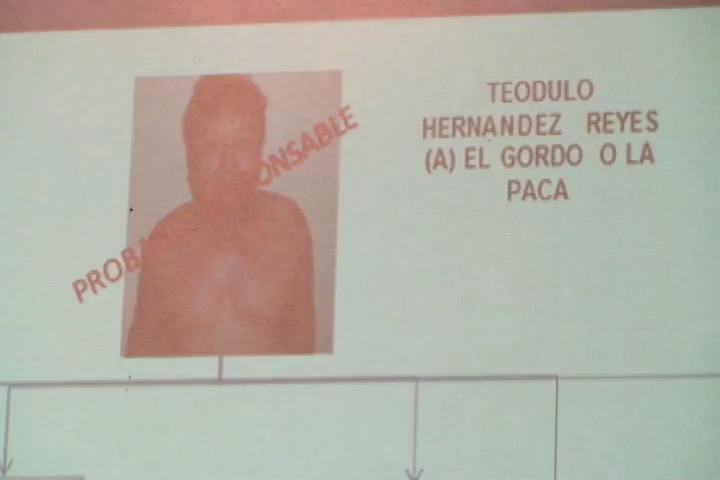 TEODULO
HERNANDEZ REYES
(A) EL GORDO O LA
PACA